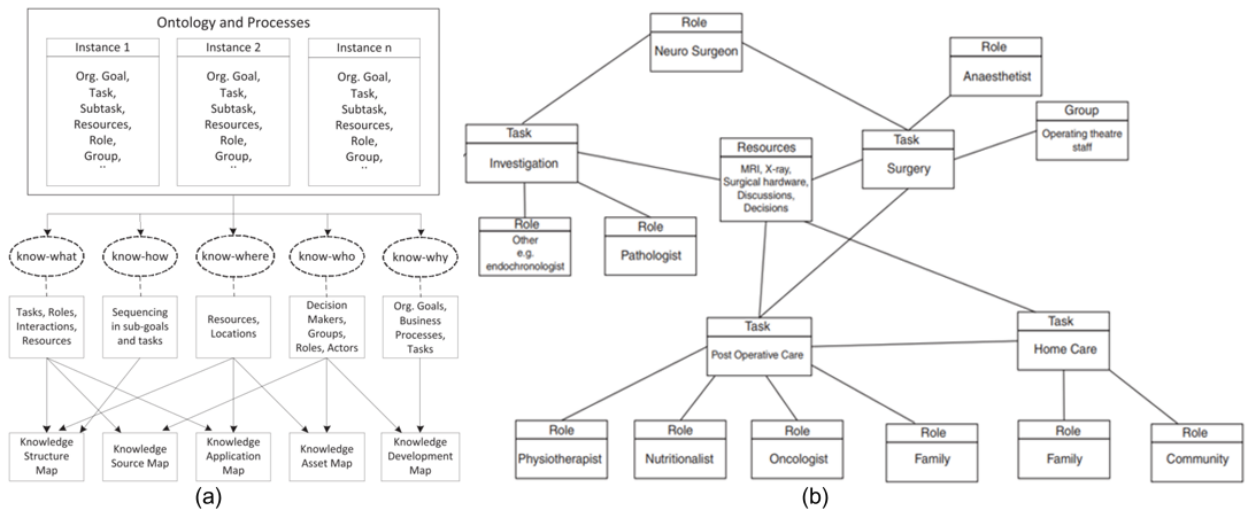 Ontology and Processes
Instance 1
Org. Goal,
Task,
Subtask,
Resources,
Role,
Group,
..
Instance 2
Org. Goal,
Task,
Subtask,
Resources,
Role,
Group,
..
Instance n
Org. Goal,
Task,
Subtask,
Resources,
Role,
Group,
..
know-what
know-how
know-where
know-who
know-why
Tasks, Roles,
Interactions,
Resources
Sequencing
in sub-goals
and tasks
Resources,
Locations
Decision
Makers,
Groups,
Roles, Actors
Org. Goals,
Business
Processes,
Tasks
Knowledge
Structure
Map
Knowledge
Source Map
Knowledge
Application
Map
Knowledge
Asset Map
Knowledge
Development
Map
(a)
Role
Neuro Surgeon
Role
Anaesthetist
Group
Operating theatre
staff
Task
Investigation
Resources
MRI, X-ray,
Surgical hardware,
Discussions,
Decisions
Task
Surgery
Role
Other
e.g.
endochronologist
Role
Pathologist
Task
Post Operative Care
Task
Home Care
Role
Physiotherapist
Role
Nutritionalist
Role
Oncologist
Role
Family
Role
Family
Role
Community
(b)